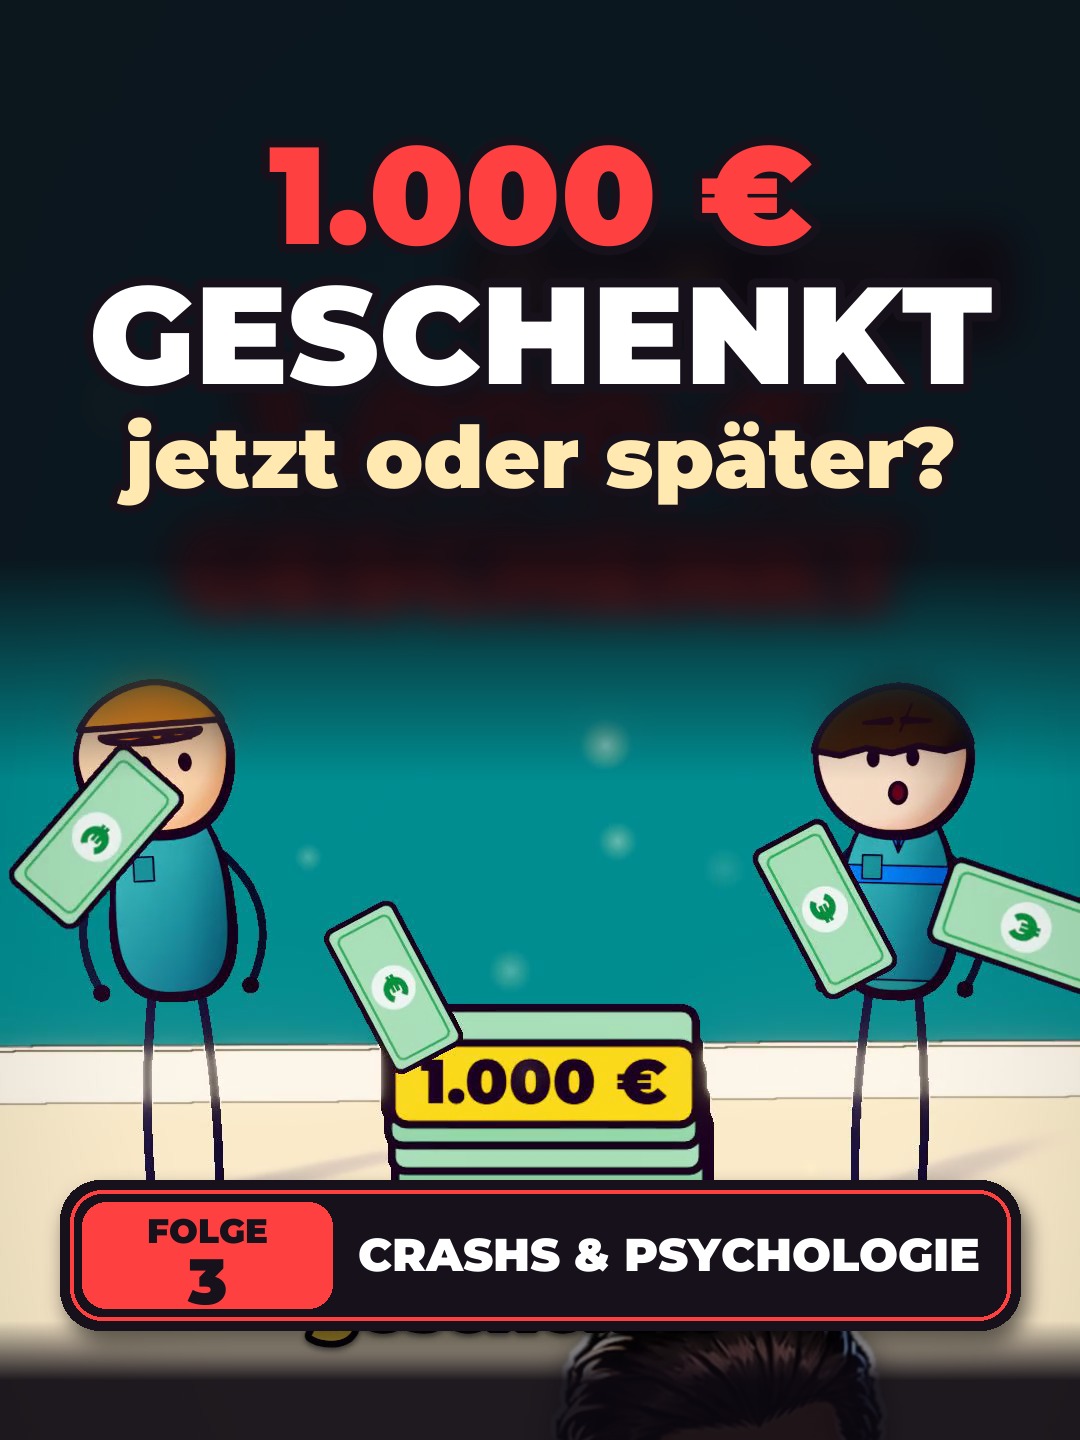 1.000 €
GESCHENKT
jetzt oder später?
1.000 €
FOLGE
3
CRASHS & PSYCHOLOGIE